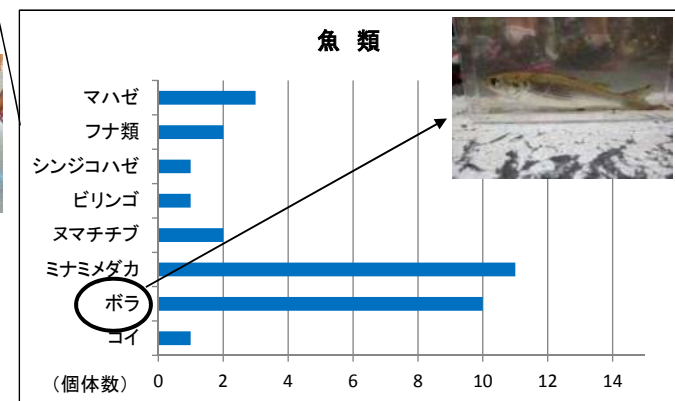 魚 類
マハゼ
フナ類
シンジコハゼ
ビリンゴ
ヌマチチブ
ミナミメダカ
ボラ
コイ
(個体数) 0 2 4 6 8 10 12 14